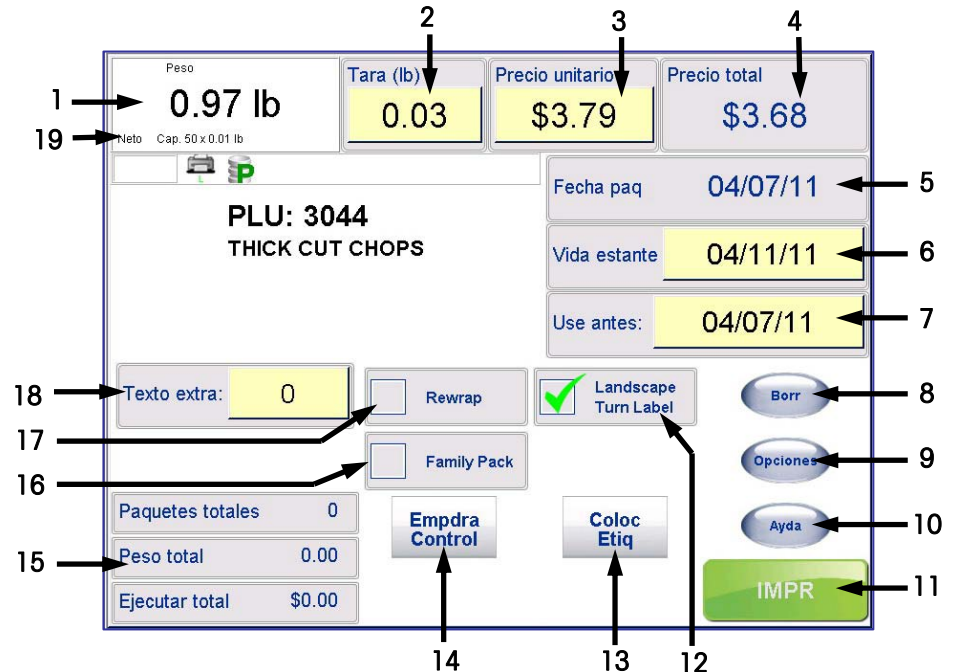 2
3
4
Peso
Tara (lb)
Precio unitario
Precio total
1
0.97 lb
0.03
$3.79
$3.68
19
Neto Cap. 50 x 0.01 lb
L
P
Fecha paq 04/07/11
5
PLU: 3044
THICK CUT CHOPS
Vida estante 04/11/11
6
Use antes: 04/07/11
7
18
Texto extra: 0
Rewrap
Landscape
Turn Label
Borr
8
17
16
Family Pack
12
Opciones
9
Paquetes totales 0
Empdra
Control
Coloc
Etiq
Ayda
10
15
Peso total 0.00
Ejecutar total $0.00
IMPR
11
14
13